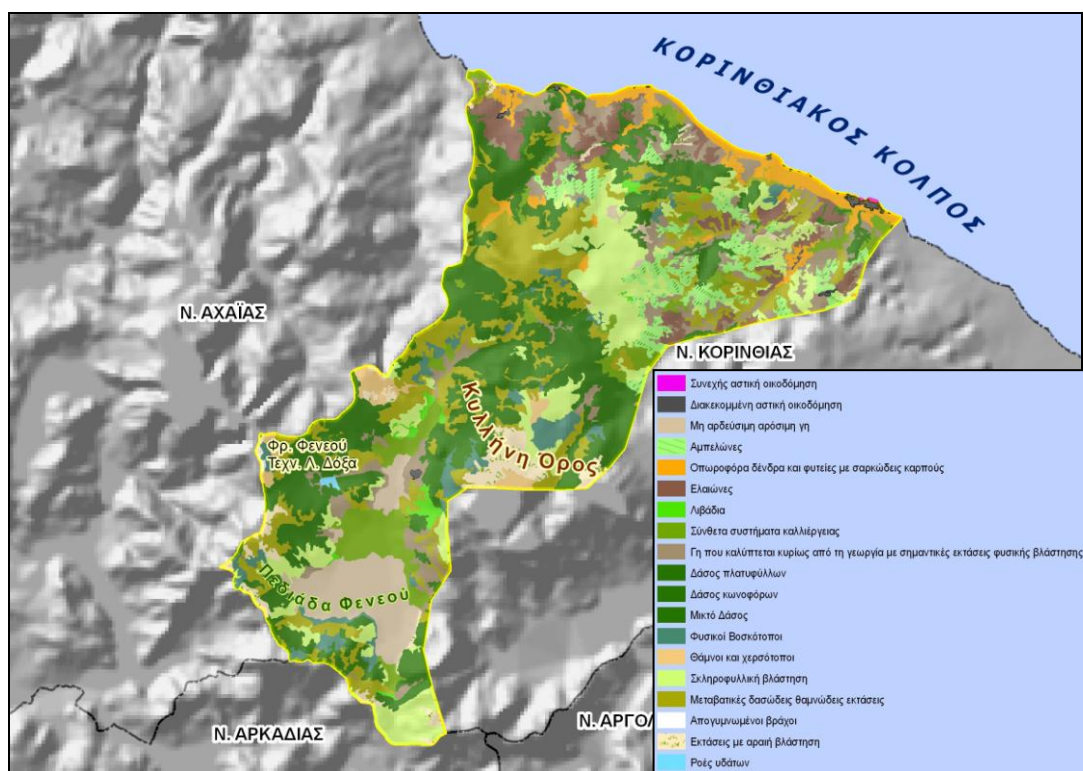 ΚΟΡΙΝΘΙΑΚΟΣ ΚΟΛΠΟΣ
Ν. ΑΧΑΪΑΣ
Ν. ΚΟΡΙΝΘΙΑΣ
Κυλλήνη Όρος
Φρ. Φενεού
Τεχν. Λ. Δόξα
Πεδιάδα Φενεού
Ν. ΑΡΚΑΔΙΑΣ
Ν. ΑΡΓΟΛ
Συνεχής αστική οικοδόμηση
Διακεκομμένη αστική οικοδόμηση
Μη αρδεύσιμη αρόσιμη γη
Αμπελώνες
Οπωροφόρα δένδρα και φυτείες με σαρκώδεις καρπούς
Ελαιώνες
Λιβάδια
Σύνθετα συστήματα καλλιέργειας
Γη που καλύπτεται κυρίως από τη γεωργία με σημαντικές εκτάσεις φυσικής βλάστησης
Δάσος πλατυφύλλων
Δάσος κωνοφόρων
Μικτό Δάσος
Φυσικοί Βοσκότοποι
Θάμνοι και χερσότοποι
Σκληροφυλλική βλάστηση
Μεταβατικές δασώδεις θαμνώδεις εκτάσεις
Απογυμνωμένοι βράχοι
Εκτάσεις με αραιή βλάστηση
Ροές υδάτων